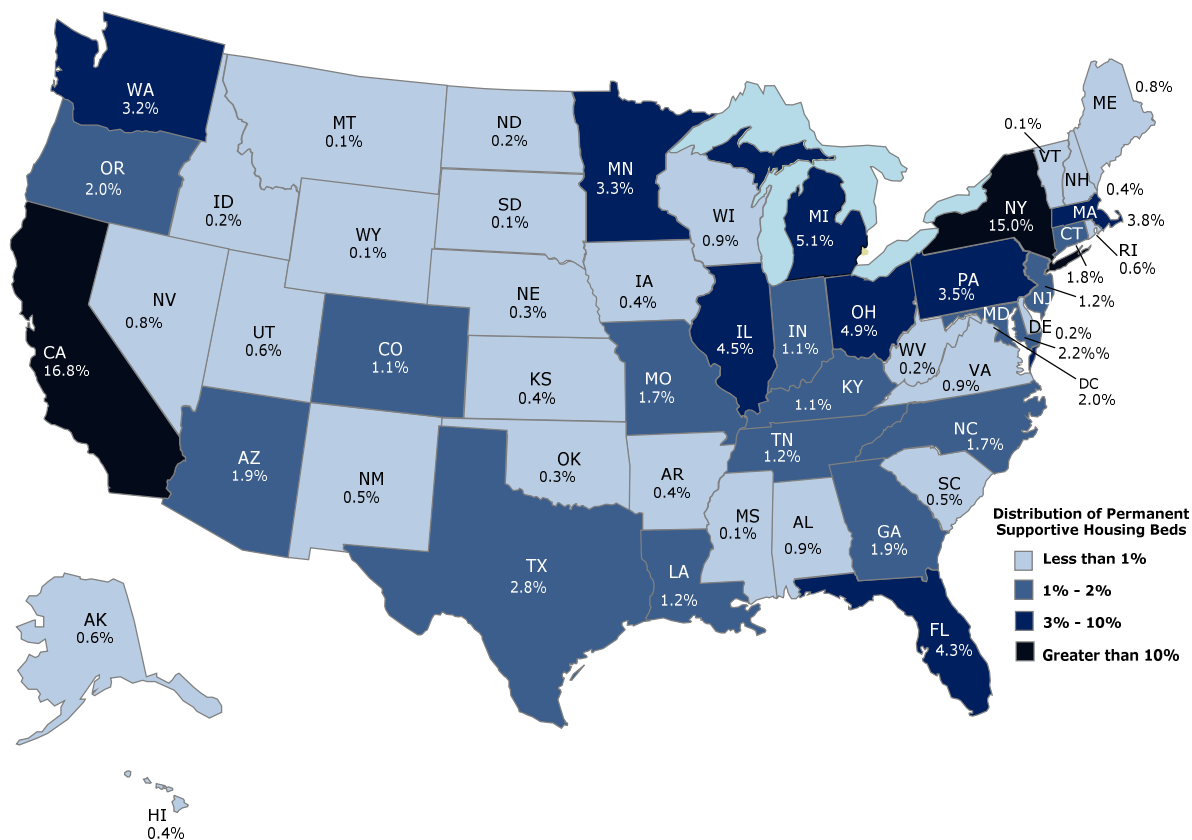 WA
3.2%
OR
2.0%
CA
16.8%
NV
0.8%
ID
0.2%
MT
0.1%
WY
0.1%
UT
0.6%
AZ
1.9%
CO
1.1%
NM
0.5%
ND
0.2%
SD
0.1%
NE
0.3%
KS
0.4%
OK
0.3%
TX
2.8%
MN
3.3%
IA
0.4%
MO
1.7%
AR
0.4%
LA
1.2%
WI
0.9%
IL
4.5%
MI
5.1%
IN
1.1%
OH
4.9%
KY
1.1%
TN
1.2%
MS
0.1%
AL
0.9%
GA
1.9%
FL
4.3%
SC
0.5%
NC
1.7%
VA
0.9%
WV
0.2%
PA
3.5%
NY
15.0%
0.1%
VT
NH
0.4%
ME
0.8%
MA
3.8%
RI
0.6%
CT
1.8%
NJ
1.2%
DE
0.2%
MD
2.2%%
DC
2.0%
AK
0.6%
HI
0.4%
Distribution of Permanent
Supportive Housing Beds
Less than 1%
1% - 2%
3% - 10%
Greater than 10%